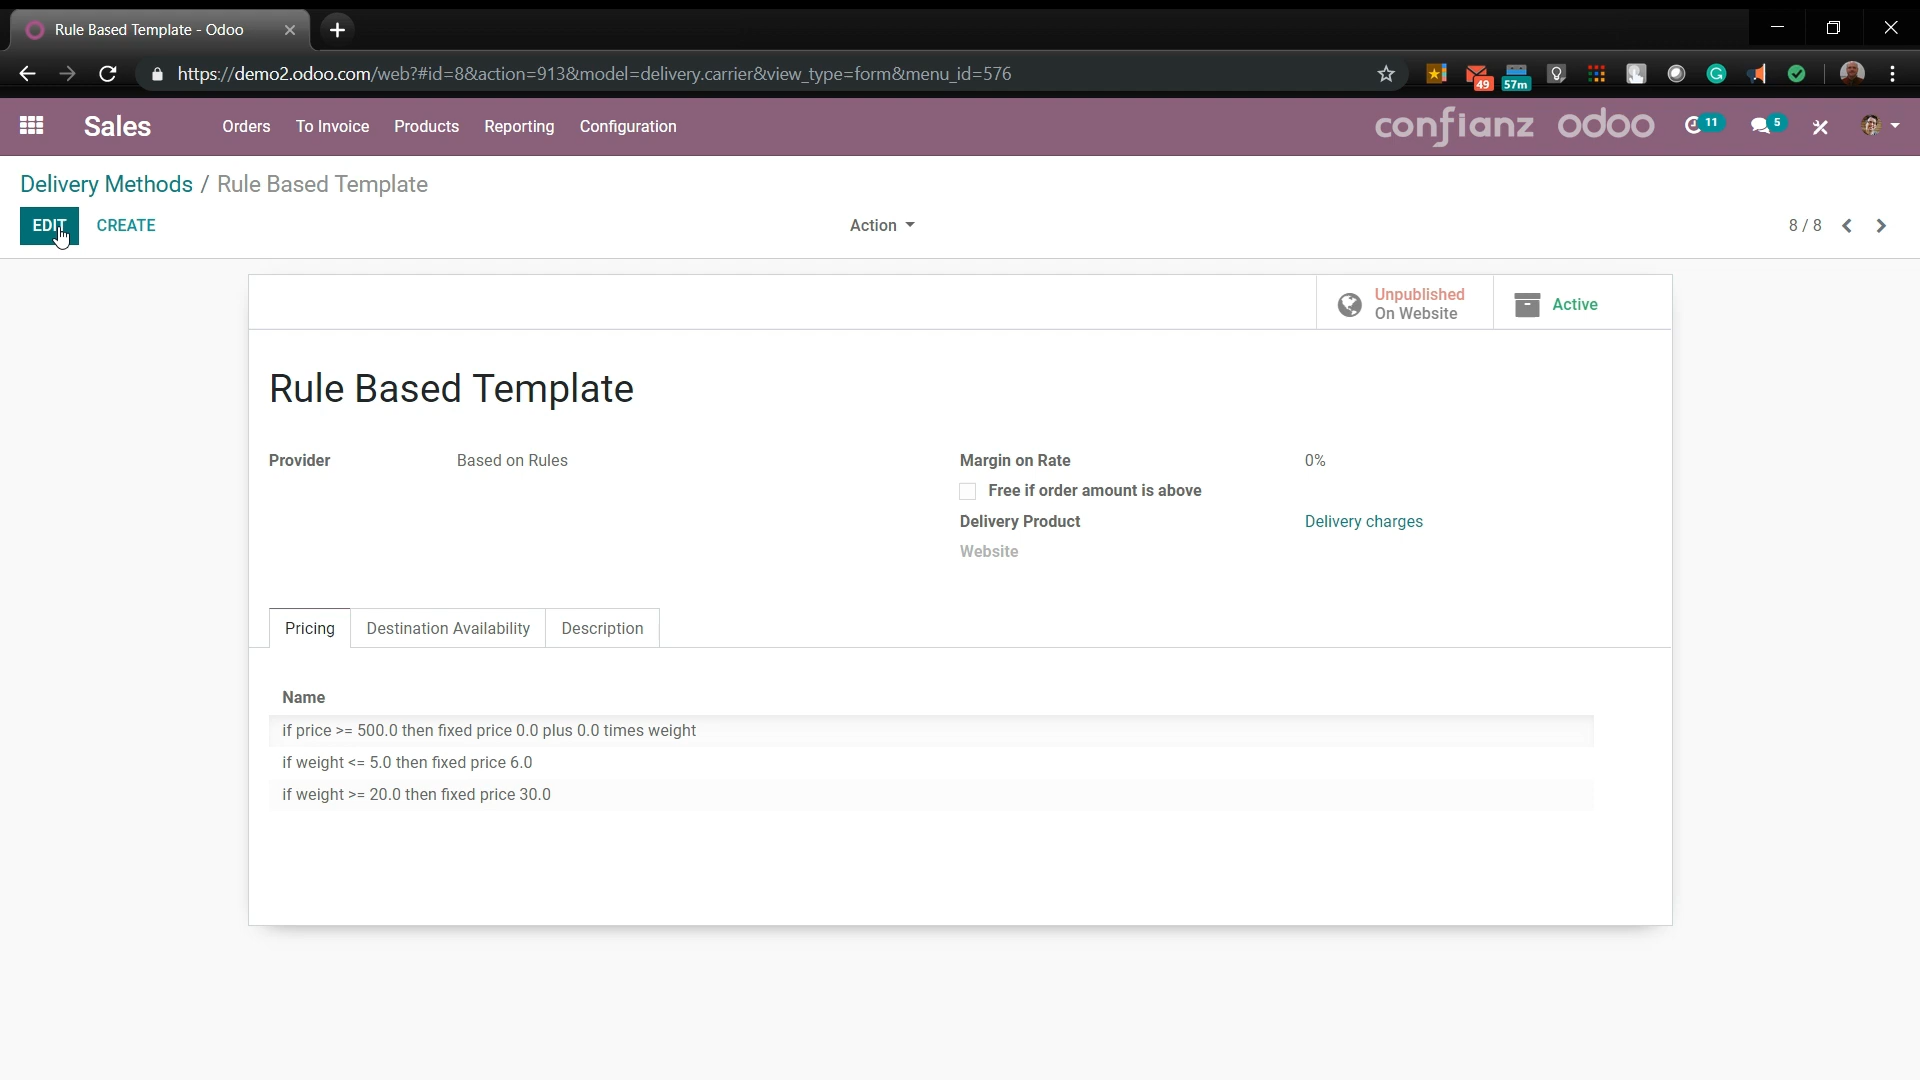 Rule Based Template - Odoo
https://demo2.odoo.com/web?#id=8&action=913&model=delivery.carrier&view_type=form&menu_id=576
49
57m
Sales
Orders
To Invoice
Products
Reporting
Configuration
confianz
odoo
11
5
Delivery Methods / Rule Based Template
EDIT
CREATE
Action
8 / 8
Unpublished
On Website
Active
Rule Based Template
Provider
Based on Rules
Margin on Rate
0%
Free if order amount is above
Delivery Product
Delivery charges
Website
Pricing
Destination Availability
Description
Name
if price >= 500.0 then fixed price 0.0 plus 0.0 times weight
if weight <= 5.0 then fixed price 6.0
if weight >= 20.0 then fixed price 30.0